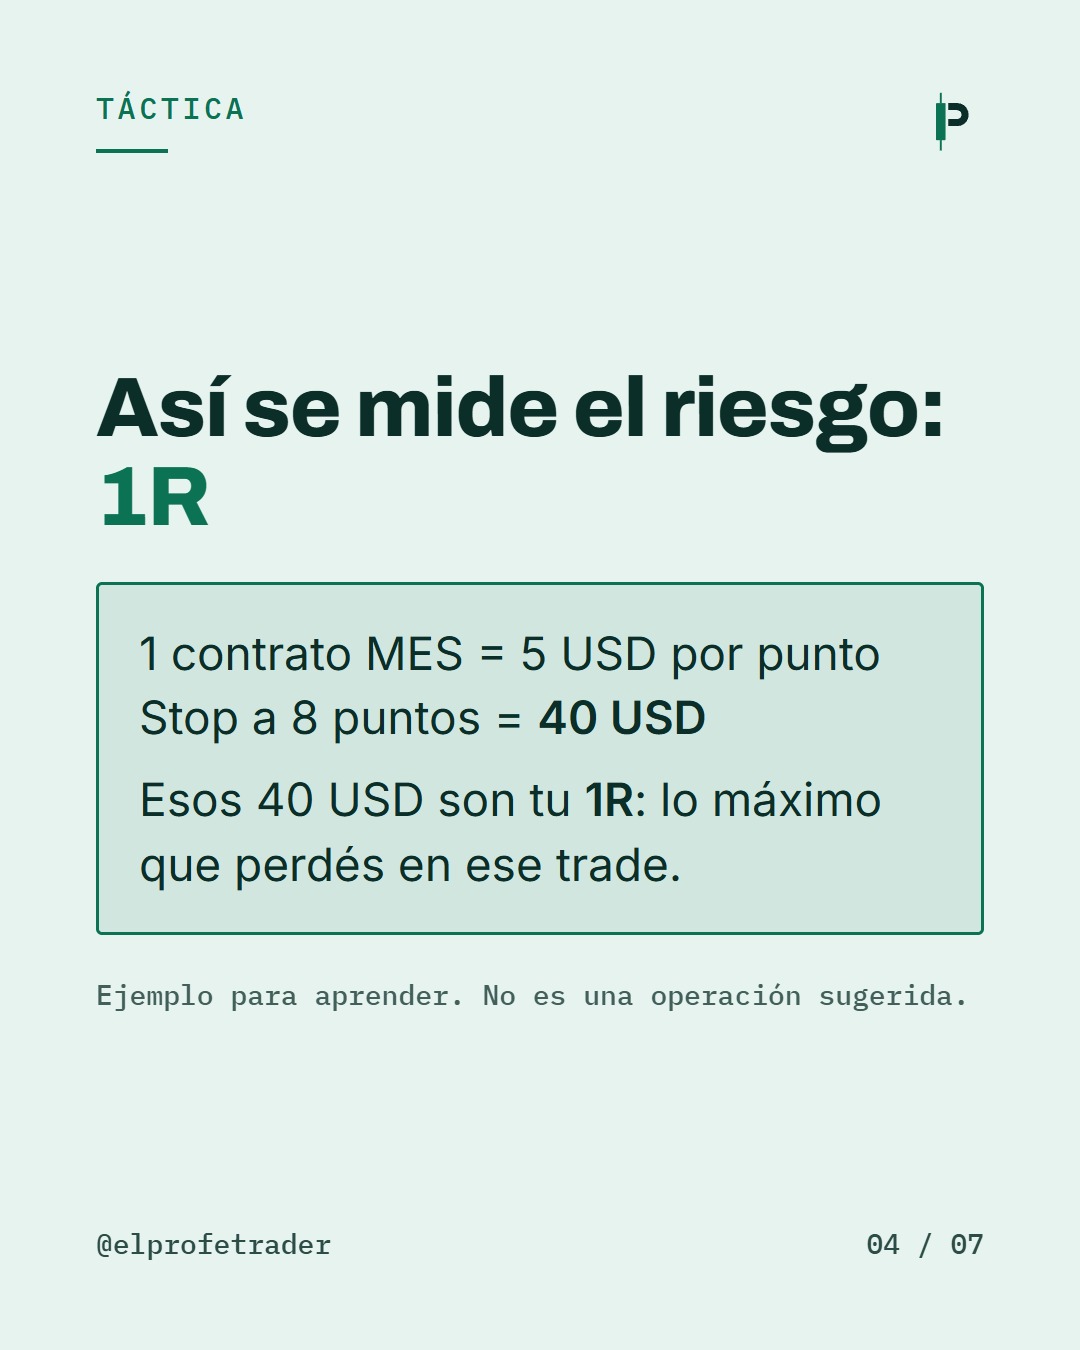 TÁCTICA
Así se mide el riesgo:
1R
1 contrato MES = 5 USD por punto
Stop a 8 puntos = 40 USD
Esos 40 USD son tu 1R: lo máximo
que perdés en ese trade.
Ejemplo para aprender. No es una operación sugerida.
@elprofetrader
04 / 07